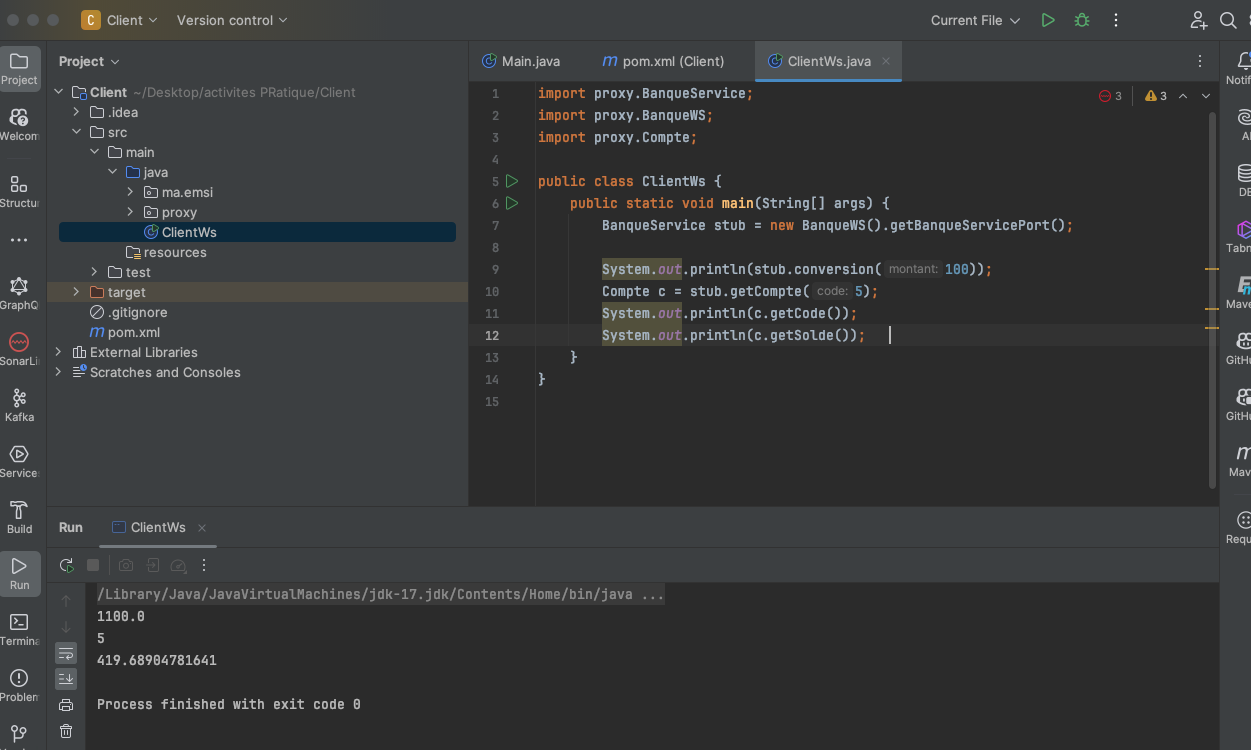 C Client Version control Current File
Project
Client ~/Desktop/activites PRatique/Client
.idea
src
main
java
ma.emsi
proxy
ClientWs
resources
test
target
.gitignore
pom.xml
External Libraries
Scratches and Consoles
Project
Welcom
Structur
GraphQ
SonarLi
Kafka
Service
Build
Run
Termina
Problem
Main.java
m pom.xml (Client)
ClientWs.java
3 3
1 import proxy.BanqueService;
2 import proxy.BanqueWS;
3 import proxy.Compte;
4
5 public class ClientWs {
6 public static void main(String[] args) {
7 BanqueService stub = new BanqueWS().getBanqueServicePort();
8
9 System.out.println(stub.conversion( montant: 100));
10 Compte c = stub.getCompte( code: 5);
11 System.out.println(c.getCode());
12 System.out.println(c.getSolde());
13 }
14 }
15
Notif
AI
DB
Tabn
Mave
GitHu
GitHu
Mav
Requ
Run ClientWs
/Library/Java/JavaVirtualMachines/jdk-17.jdk/Contents/Home/bin/java ...
1100.0
5
419.68904781641
Process finished with exit code 0